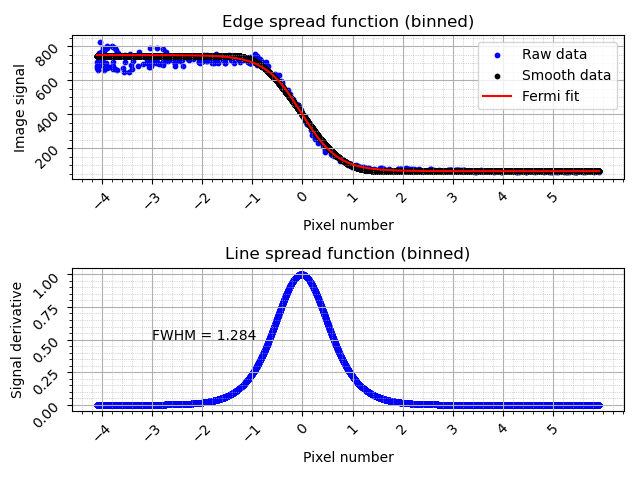 Edge spread function (binned)
Image signal
800
600
400
200
Raw data
Smooth data
Fermi fit
−4
−3
−2
−1
0
1
2
3
4
5
Pixel number
Line spread function (binned)
Signal derivative
1.00
0.75
0.50
0.25
0.00
FWHM = 1.284
−4
−3
−2
−1
0
1
2
3
4
5
Pixel number